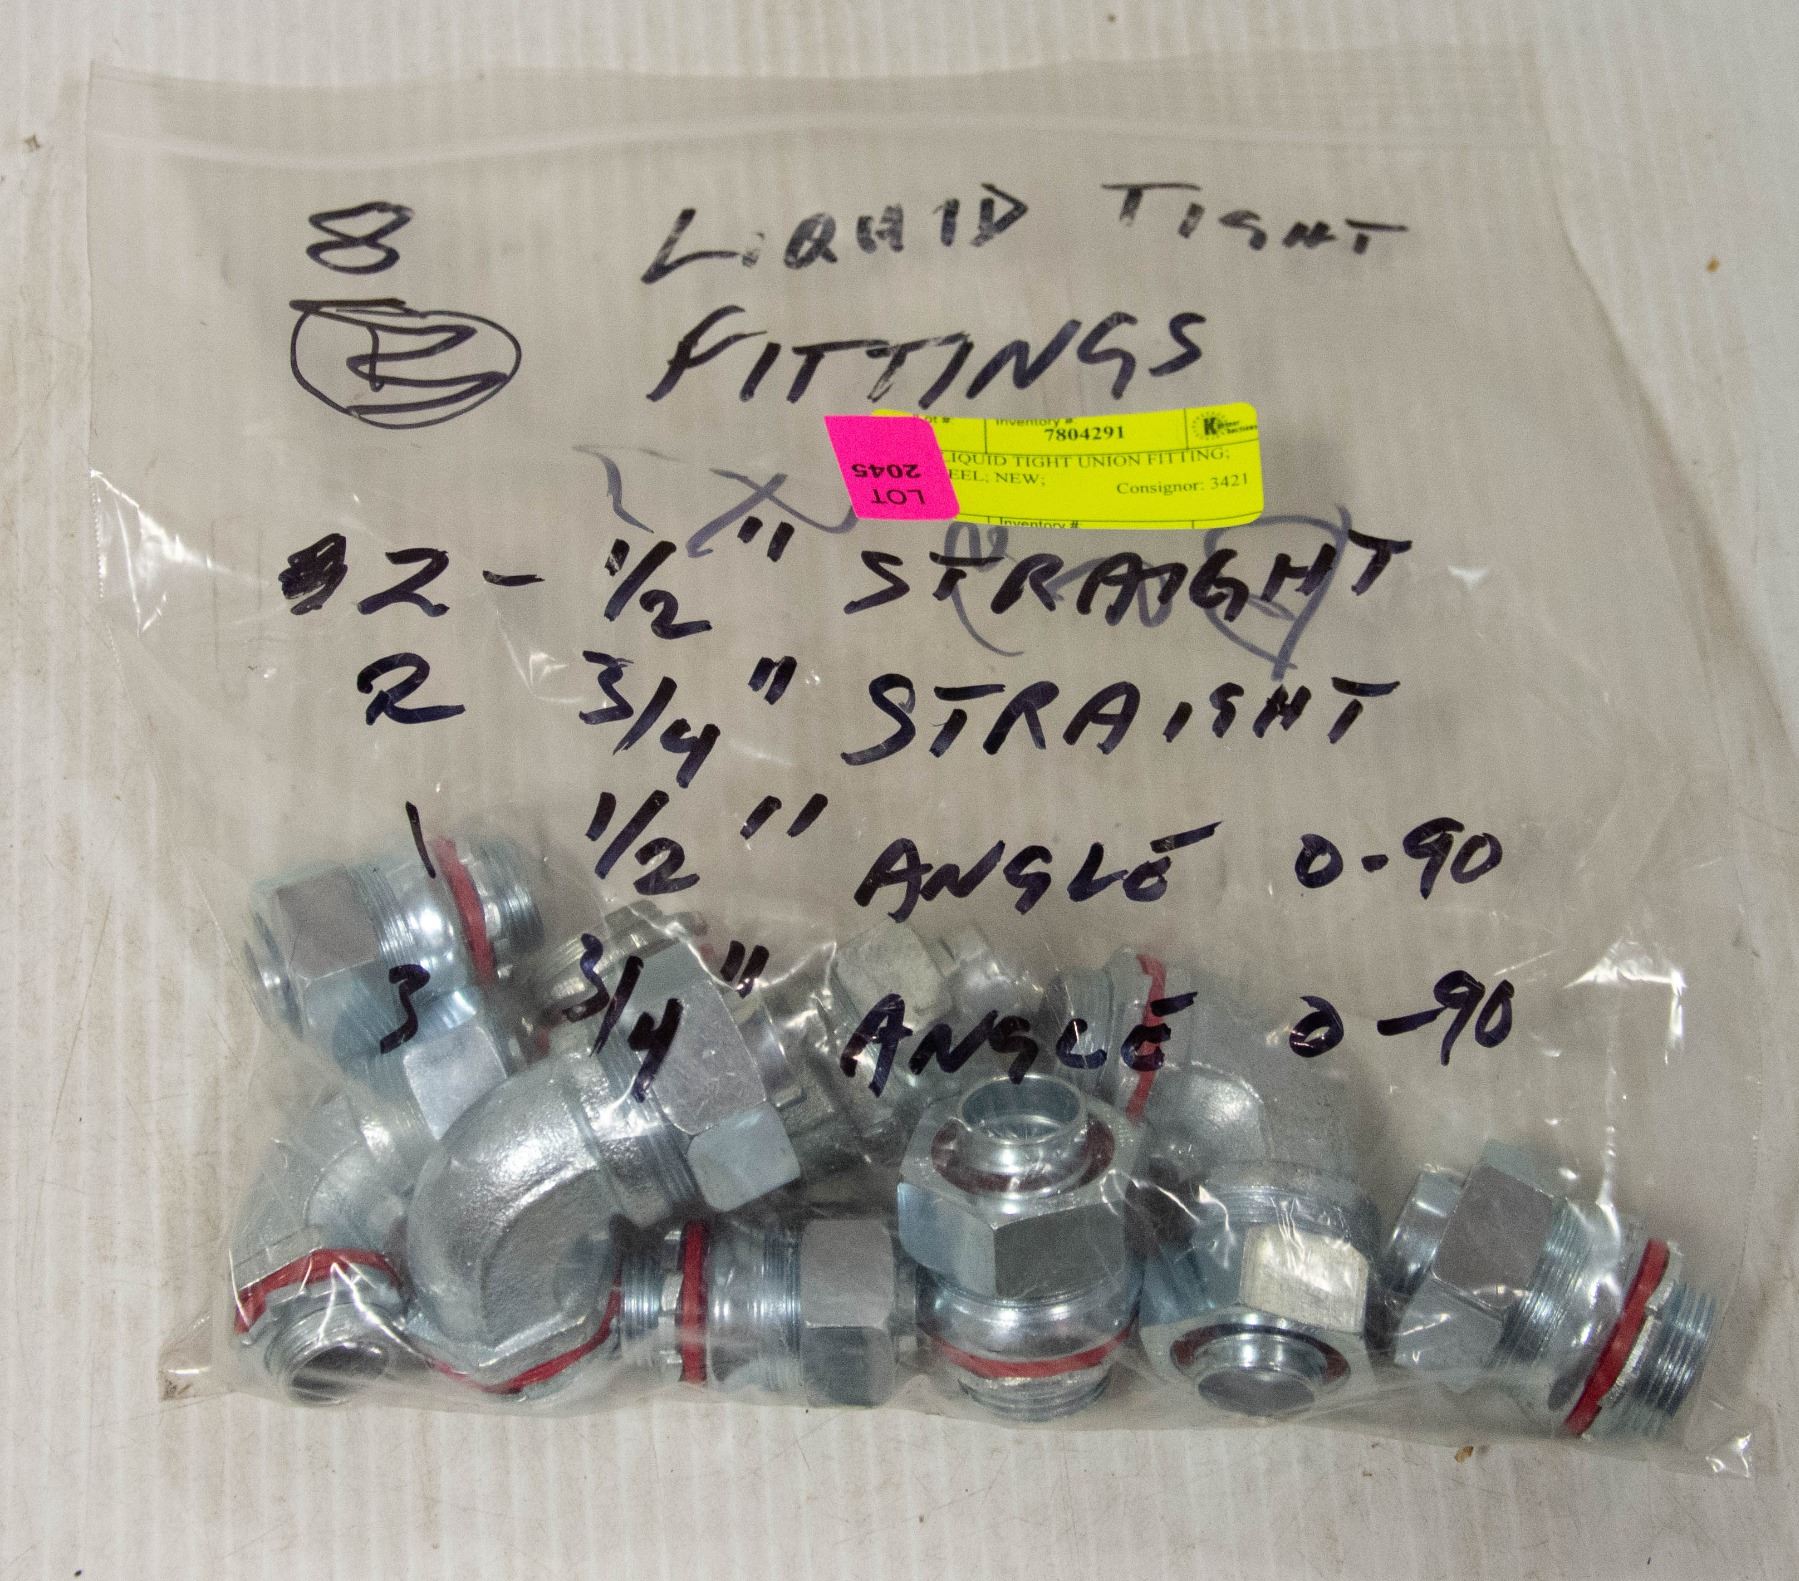 8 LIQUID TIGHT
FITTINGS
Inventory #
7804291
LIQUID TIGHT UNION FITTING;
EEL; NEW;
Consignor: 3421
Inventory #:
LOT
2045
2 - 1/2" STRAIGHT
2 3/4" STRAIGHT
1 1/2" ANGLE 0-90
3 3/4" ANGLE 0-90